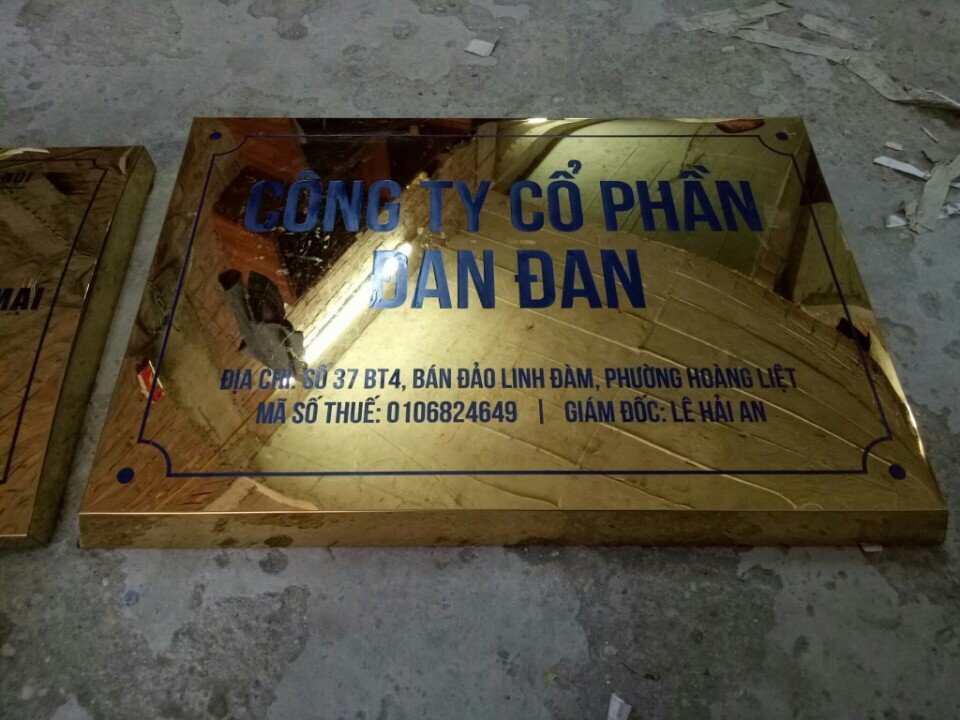 CÔNG TY CỔ PHẦN
ĐAN ĐAN
ĐỊA CHỈ: SỐ 37 BT4, BÁN ĐẢO LINH ĐÀM, PHƯỜNG HOÀNG LIỆT
MÃ SỐ THUẾ: 0106824649 | GIÁM ĐỐC: LÊ HẢI AN